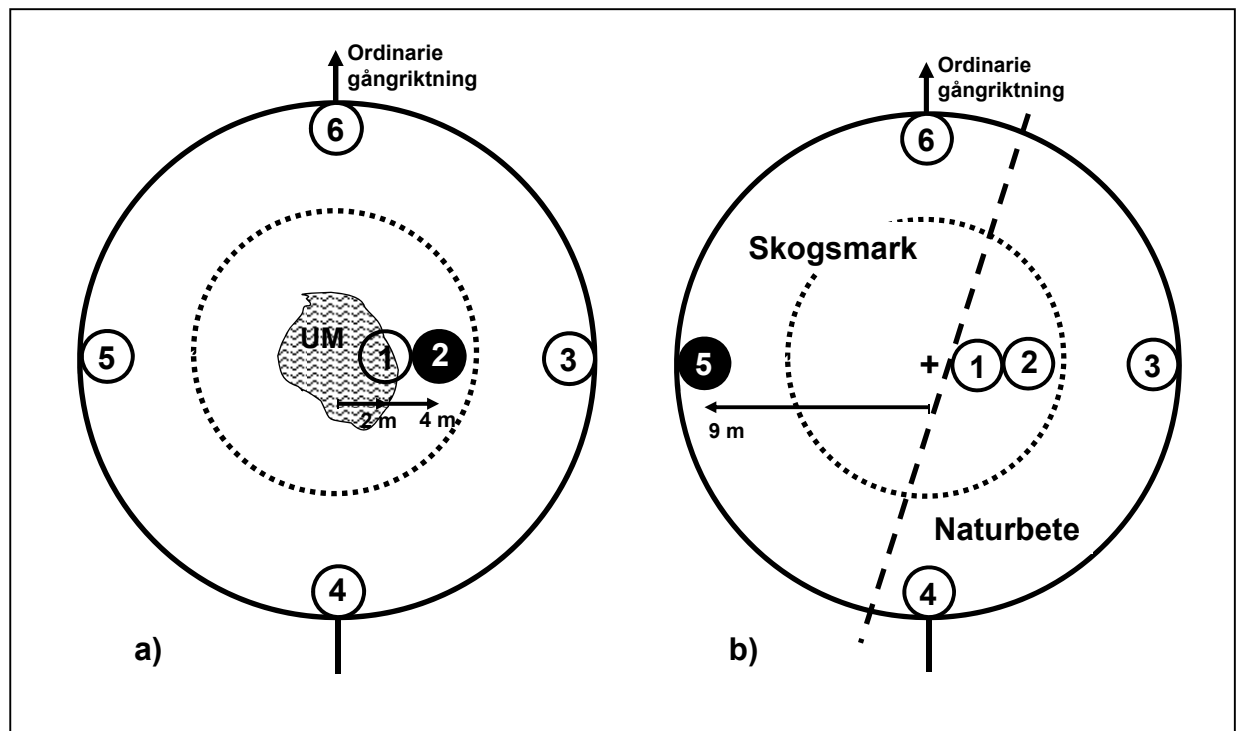 Ordinarie
gångriktning
6
UM
5
1
2
3
2 m
4 m
4
a)
Ordinarie
gångriktning
6
Skogsmark
5
+
1
2
3
9 m
Naturbete
4
b)